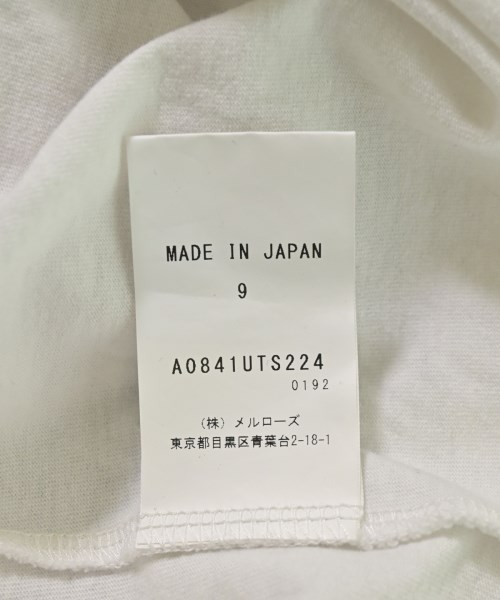 MADE IN JAPAN
9
A0841UTS224
0192
(株) メルローズ
東京都目黒区青葉台2-18-1